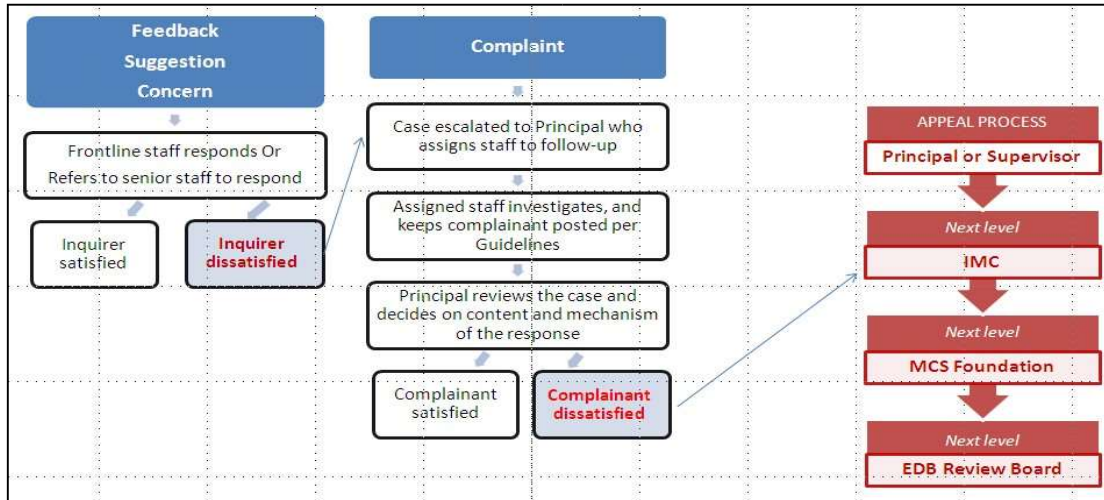 Feedback
Suggestion
Concern
Frontline staff responds Or
Refers to senior staff to respond
Inquirer
satisfied
Inquirer
dissatisfied
Complaint
Case escalated to Principal who
assigns staff to follow-up
Assigned staff investigates, and
keeps complainant posted per
Guidelines
Principal reviews the case and
decides on content and mechanism
of the response
Complainant
satisfied
Complainant
dissatisfied
APPEAL PROCESS
Principal or Supervisor
Next level
IMC
Next level
MCS Foundation
Next level
EDB Review Board